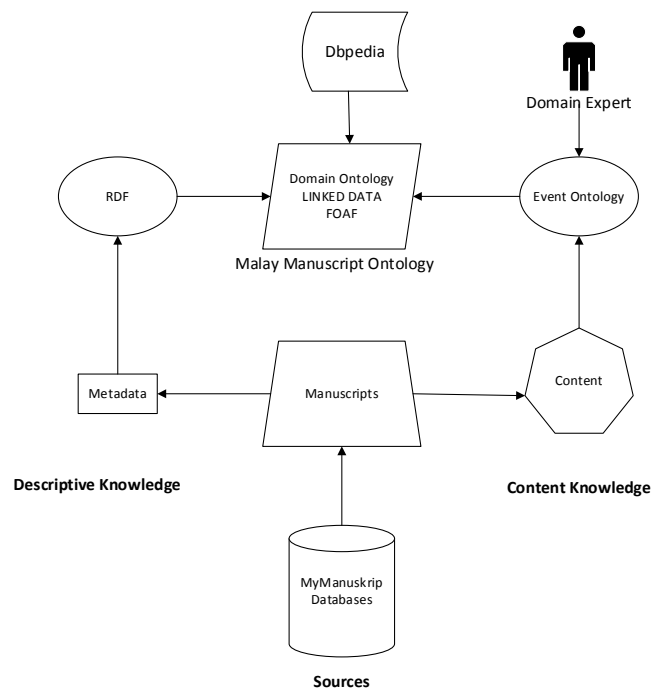 Dbpedia
Domain Expert
RDF
Domain Ontology
LINKED DATA
FOAF
Event Ontology
Malay Manuscript Ontology
Metadata
Manuscripts
Content
Descriptive Knowledge
Content Knowledge
MyManuskrip
Databases
Sources